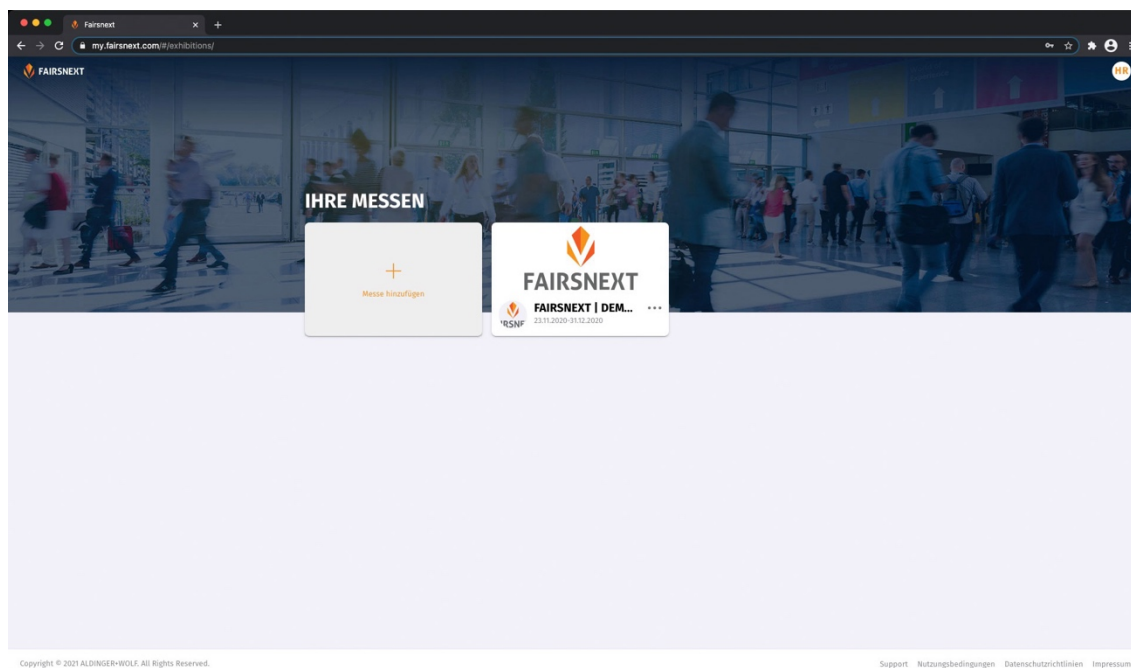 Fairsnext
my.fairsnext.com/#/exhibitions/
FAIRSNEXT
HR
IHRE MESSEN
Messe hinzufügen
FAIRSNEXT
FAIRSNEXT | DEM...
23.11.2020-31.12.2020
Copyright © 2021 ALDINGER+WOLF. All Rights Reserved.
Support Nutzungsbedingungen Datenschutzrichtlinien Impressum